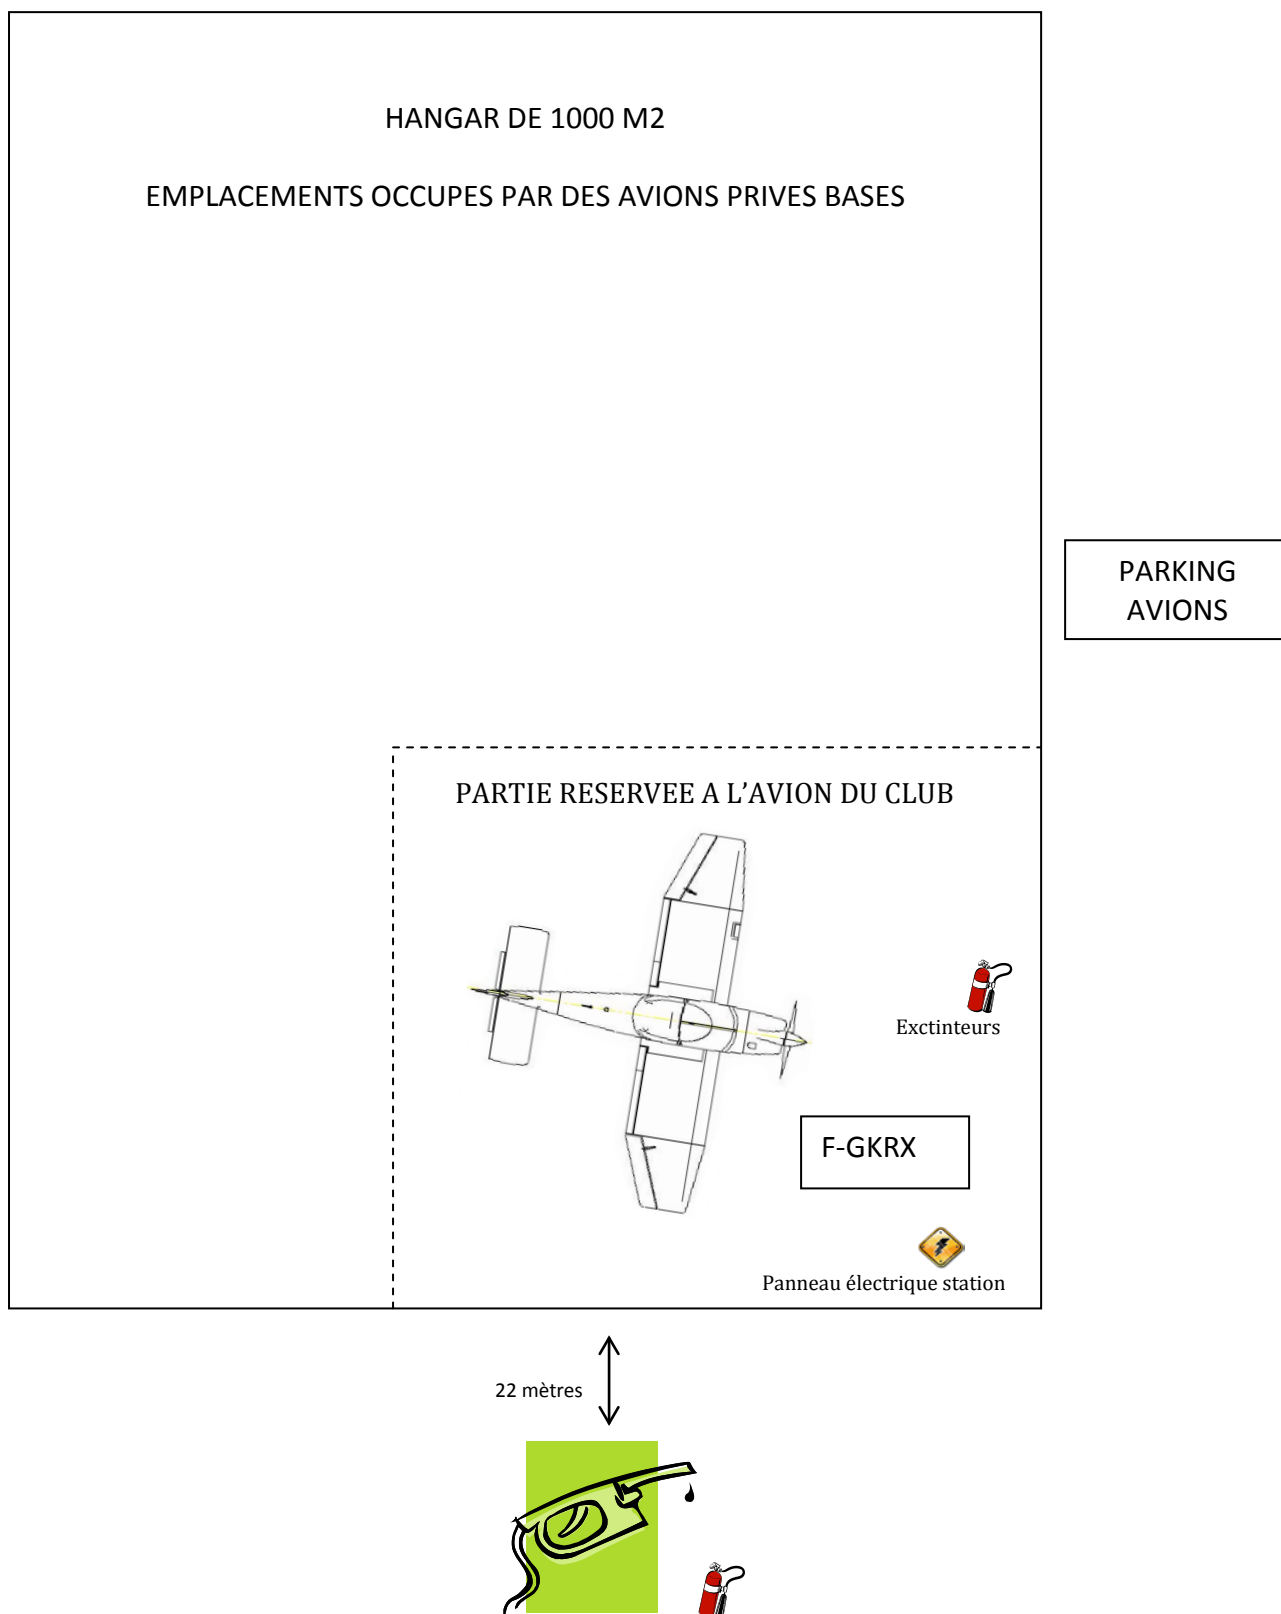 HANGAR DE 1000 M2
EMPLACEMENTS OCCUPES PAR DES AVIONS PRIVES BASES
PARKING
AVIONS
PARTIE RESERVEE A L’AVION DU CLUB
Exctinteurs
F-GKRX
Panneau électrique station
22 mètres